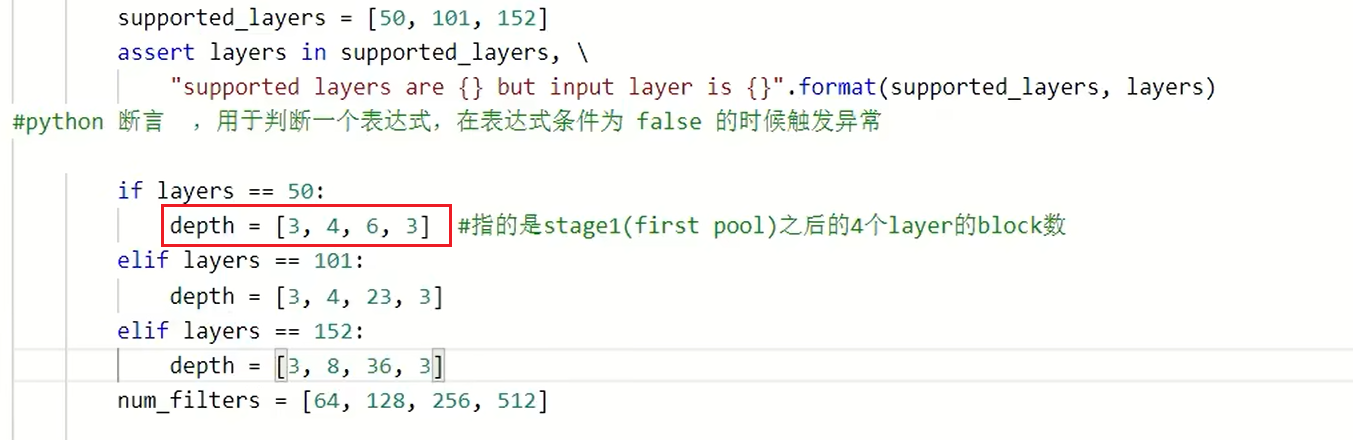 supported_layers = [50, 101, 152]
assert layers in supported_layers, \
"supported layers are {} but input layer is {}".format(supported_layers, layers)
#python 断言 ，用于判断一个表达式，在表达式条件为 false 的时候触发异常
if layers == 50:
depth = [3, 4, 6, 3] #指的是stage1(first pool)之后的4个layer的block数
elif layers == 101:
depth = [3, 4, 23, 3]
elif layers == 152:
depth = [3, 8, 36, 3]
num_filters = [64, 128, 256, 512]